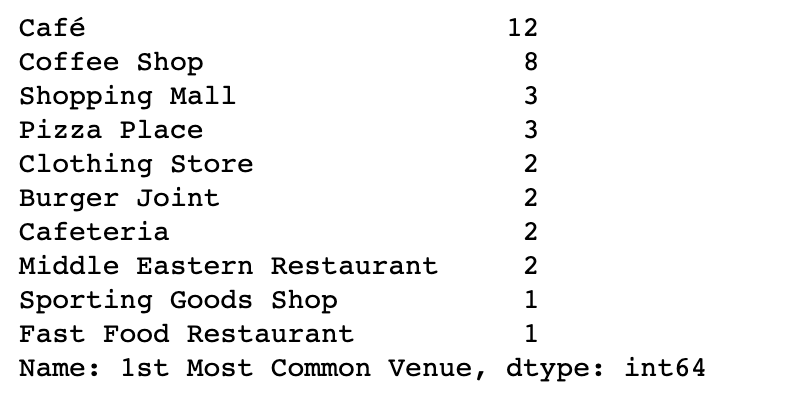 Café 12
Coffee Shop 8
Shopping Mall 3
Pizza Place 3
Clothing Store 2
Burger Joint 2
Cafeteria 2
Middle Eastern Restaurant 2
Sporting Goods Shop 1
Fast Food Restaurant 1
Name: 1st Most Common Venue, dtype: int64